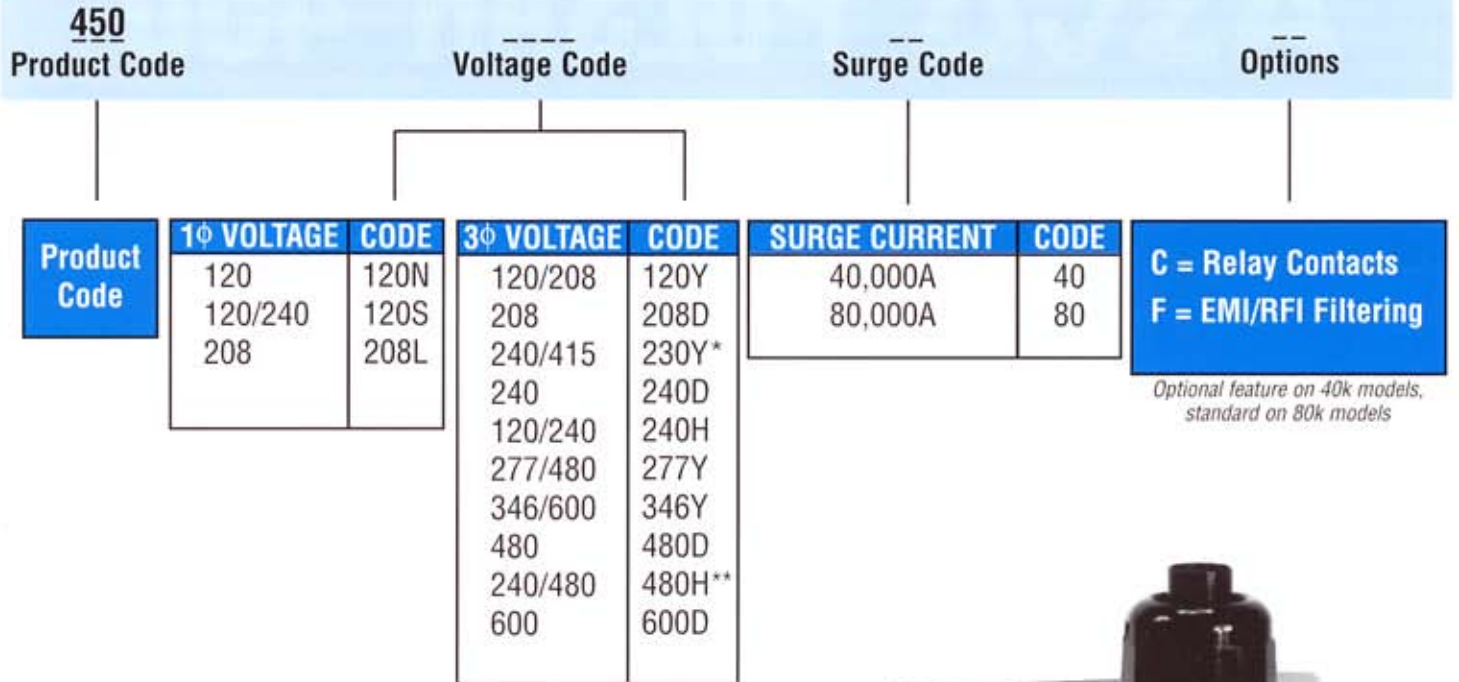 450
Product Code
____
Voltage Code
__
Surge Code
__
Options
Product
Code
1ϕ VOLTAGE CODE
120 120N
120/240 120S
208 208L
3ϕ VOLTAGE CODE
120/208 120Y
208 208D
240/415 230Y*
240 240D
120/240 240H
277/480 277Y
346/600 346Y
480 480D
240/480 480H**
600 600D
SURGE CURRENT CODE
40,000A 40
80,000A 80
C = Relay Contacts
F = EMI/RFI Filtering
Optional feature on 40k models,
standard on 80k models